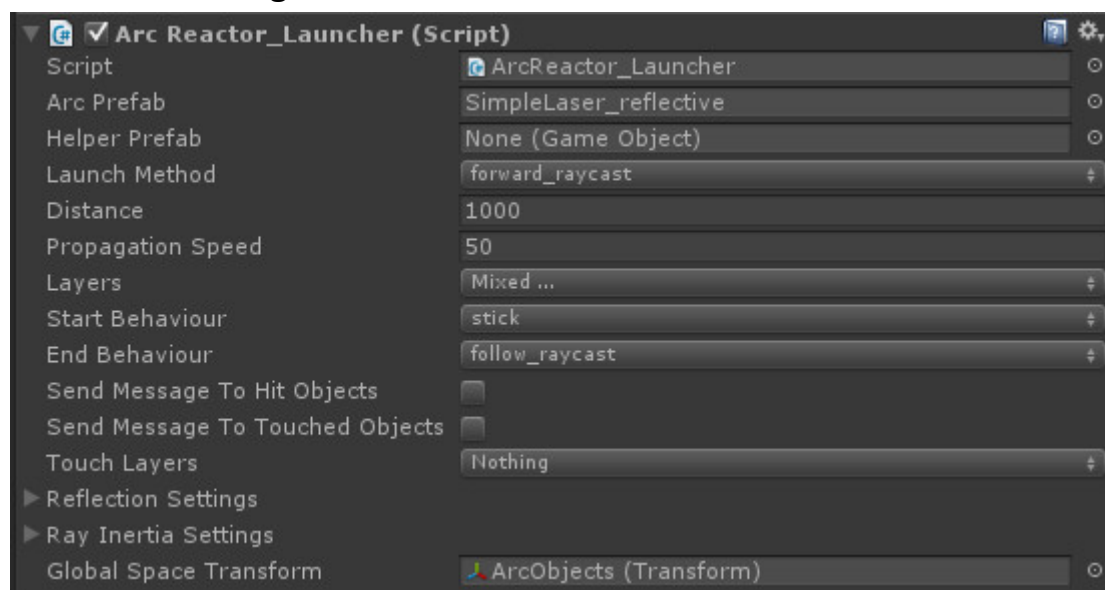 Arc Reactor_Launcher (Script)
Script ArcReactor_Launcher
Arc Prefab SimpleLaser_reflective
Helper Prefab None (Game Object)
Launch Method forward_raycast
Distance 1000
Propagation Speed 50
Layers Mixed ...
Start Behaviour stick
End Behaviour follow_raycast
Send Message To Hit Objects
Send Message To Touched Objects
Touch Layers Nothing
Reflection Settings
Ray Inertia Settings
Global Space Transform ArcObjects (Transform)